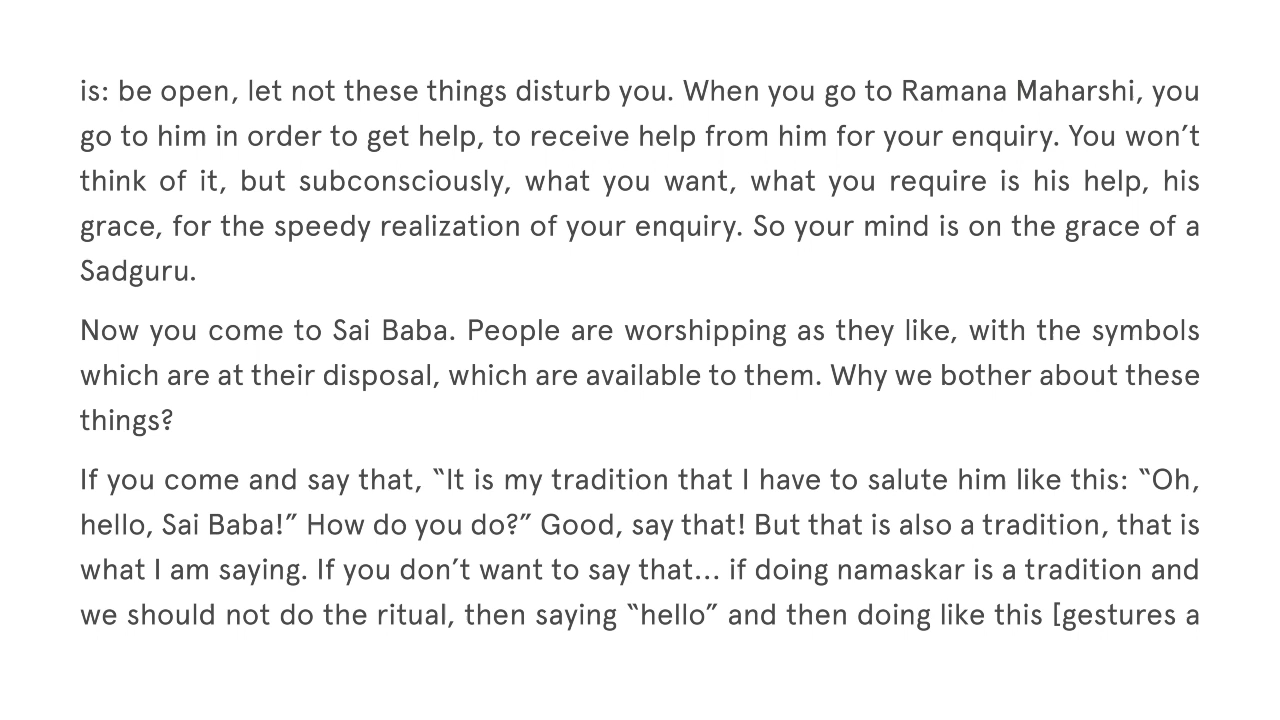 is: be open, let not these things disturb you. When you go to Ramana Maharshi, you
go to him in order to get help, to receive help from him for your enquiry. You won’t
think of it, but subconsciously, what you want, what you require is his help, his
grace, for the speedy realization of your enquiry. So your mind is on the grace of a
Sadguru.
Now you come to Sai Baba. People are worshipping as they like, with the symbols
which are at their disposal, which are available to them. Why we bother about these
things?
If you come and say that, “It is my tradition that I have to salute him like this: “Oh,
hello, Sai Baba!” How do you do?” Good, say that! But that is also a tradition, that is
what I am saying. If you don’t want to say that... if doing namaskar is a tradition and
we should not do the ritual, then saying “hello” and then doing like this [gestures a